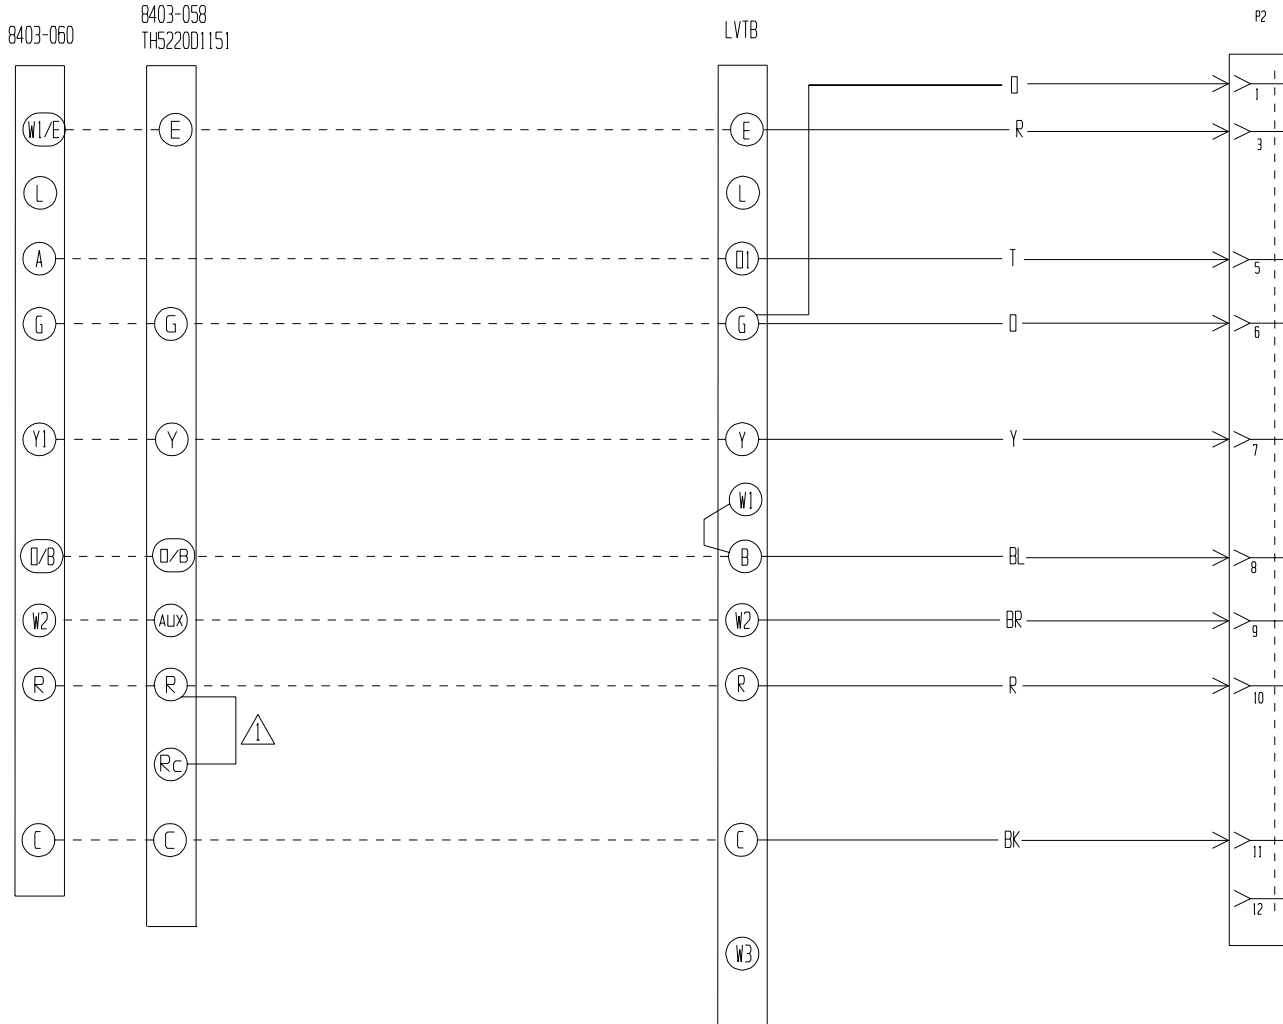 8403-060
8403-058
TH5220D1151
LVTB
P2
O
1
W1/E
E
E
R
3
L
L
A
O1
T
5
G
G
G
O
6
Y1
Y
Y
Y
7
W1
O/B
O/B
B
BL
8
W2
AUX
W2
BR
9
R
R
R
R
10
1
Rc
C
C
C
BK
11
12
W3